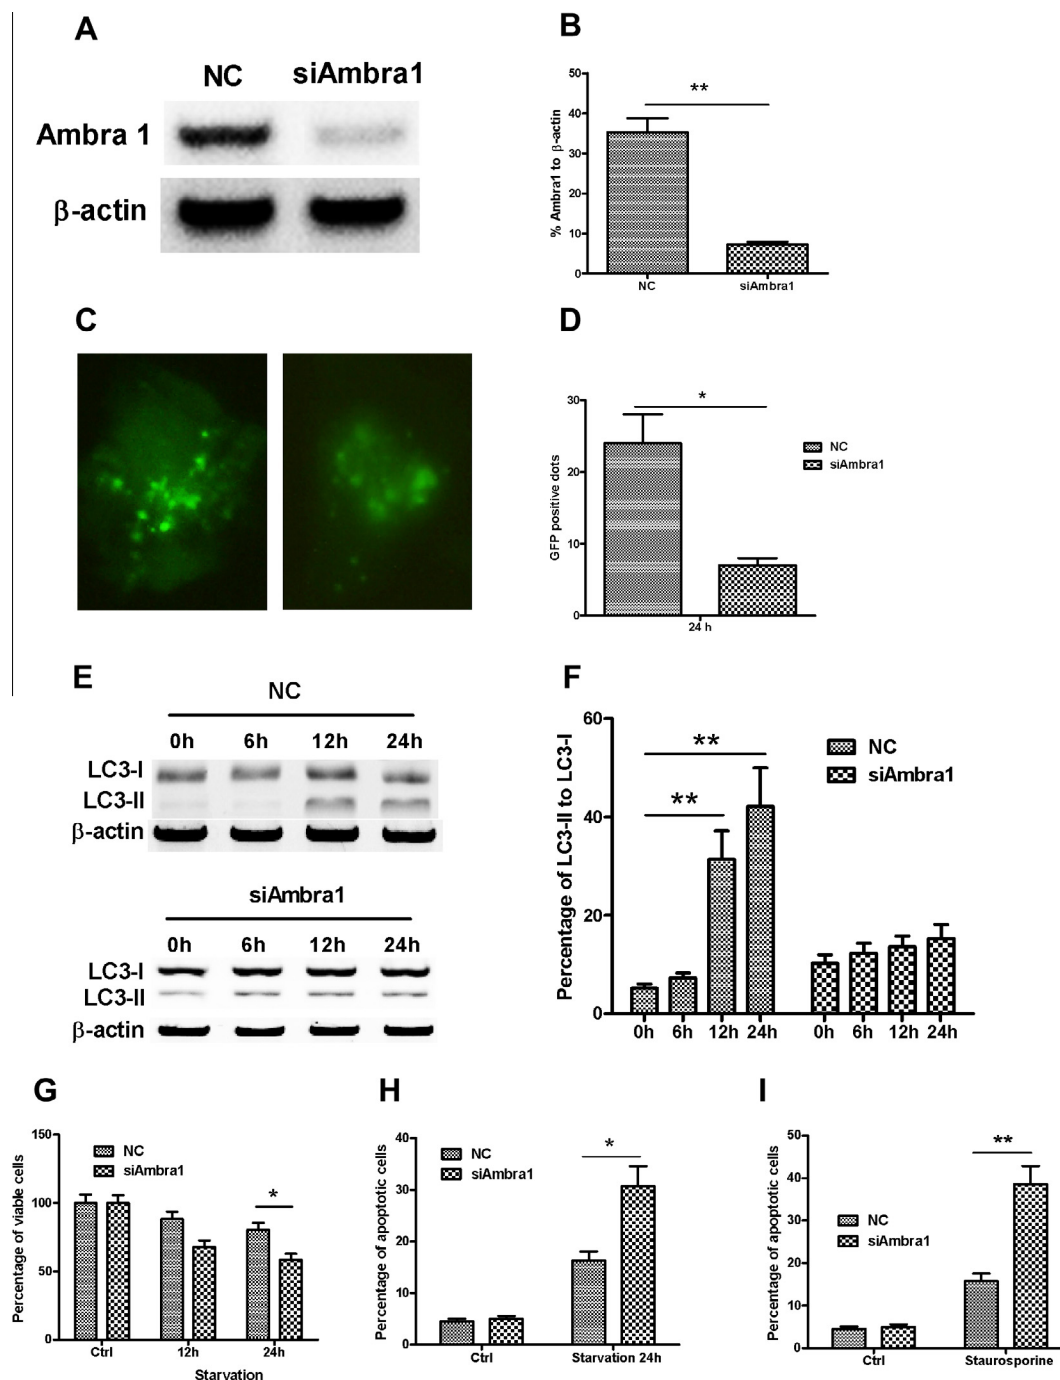 A
NC siAmbra1
Ambra 1
β-actin
B
% Ambra1 to β-actin
50
40
30
20
10
0
**
NC siAmbra1
C
D
GFP positive dots
30
20
10
0
*
24 h
NC
siAmbra1
E
NC
0h 6h 12h 24h
LC3-I
LC3-II
β-actin
siAmbra1
0h 6h 12h 24h
LC3-I
LC3-II
β-actin
F
Percentage of LC3-II to LC3-I
60
40
20
0
**
**
NC
siAmbra1
0h 6h 12h 24h 0h 6h 12h 24h
G
Percentage of viable cells
150
100
50
0
NC
siAmbra1
*
Ctrl 12h 24h
Starvation
H
Percentage of apoptotic cells
40
30
20
10
0
NC
siAmbra1
*
Ctrl Starvation 24h
I
Percentage of apoptotic cells
50
40
30
20
10
0
NC
siAmbra1
**
Ctrl Staurosporine